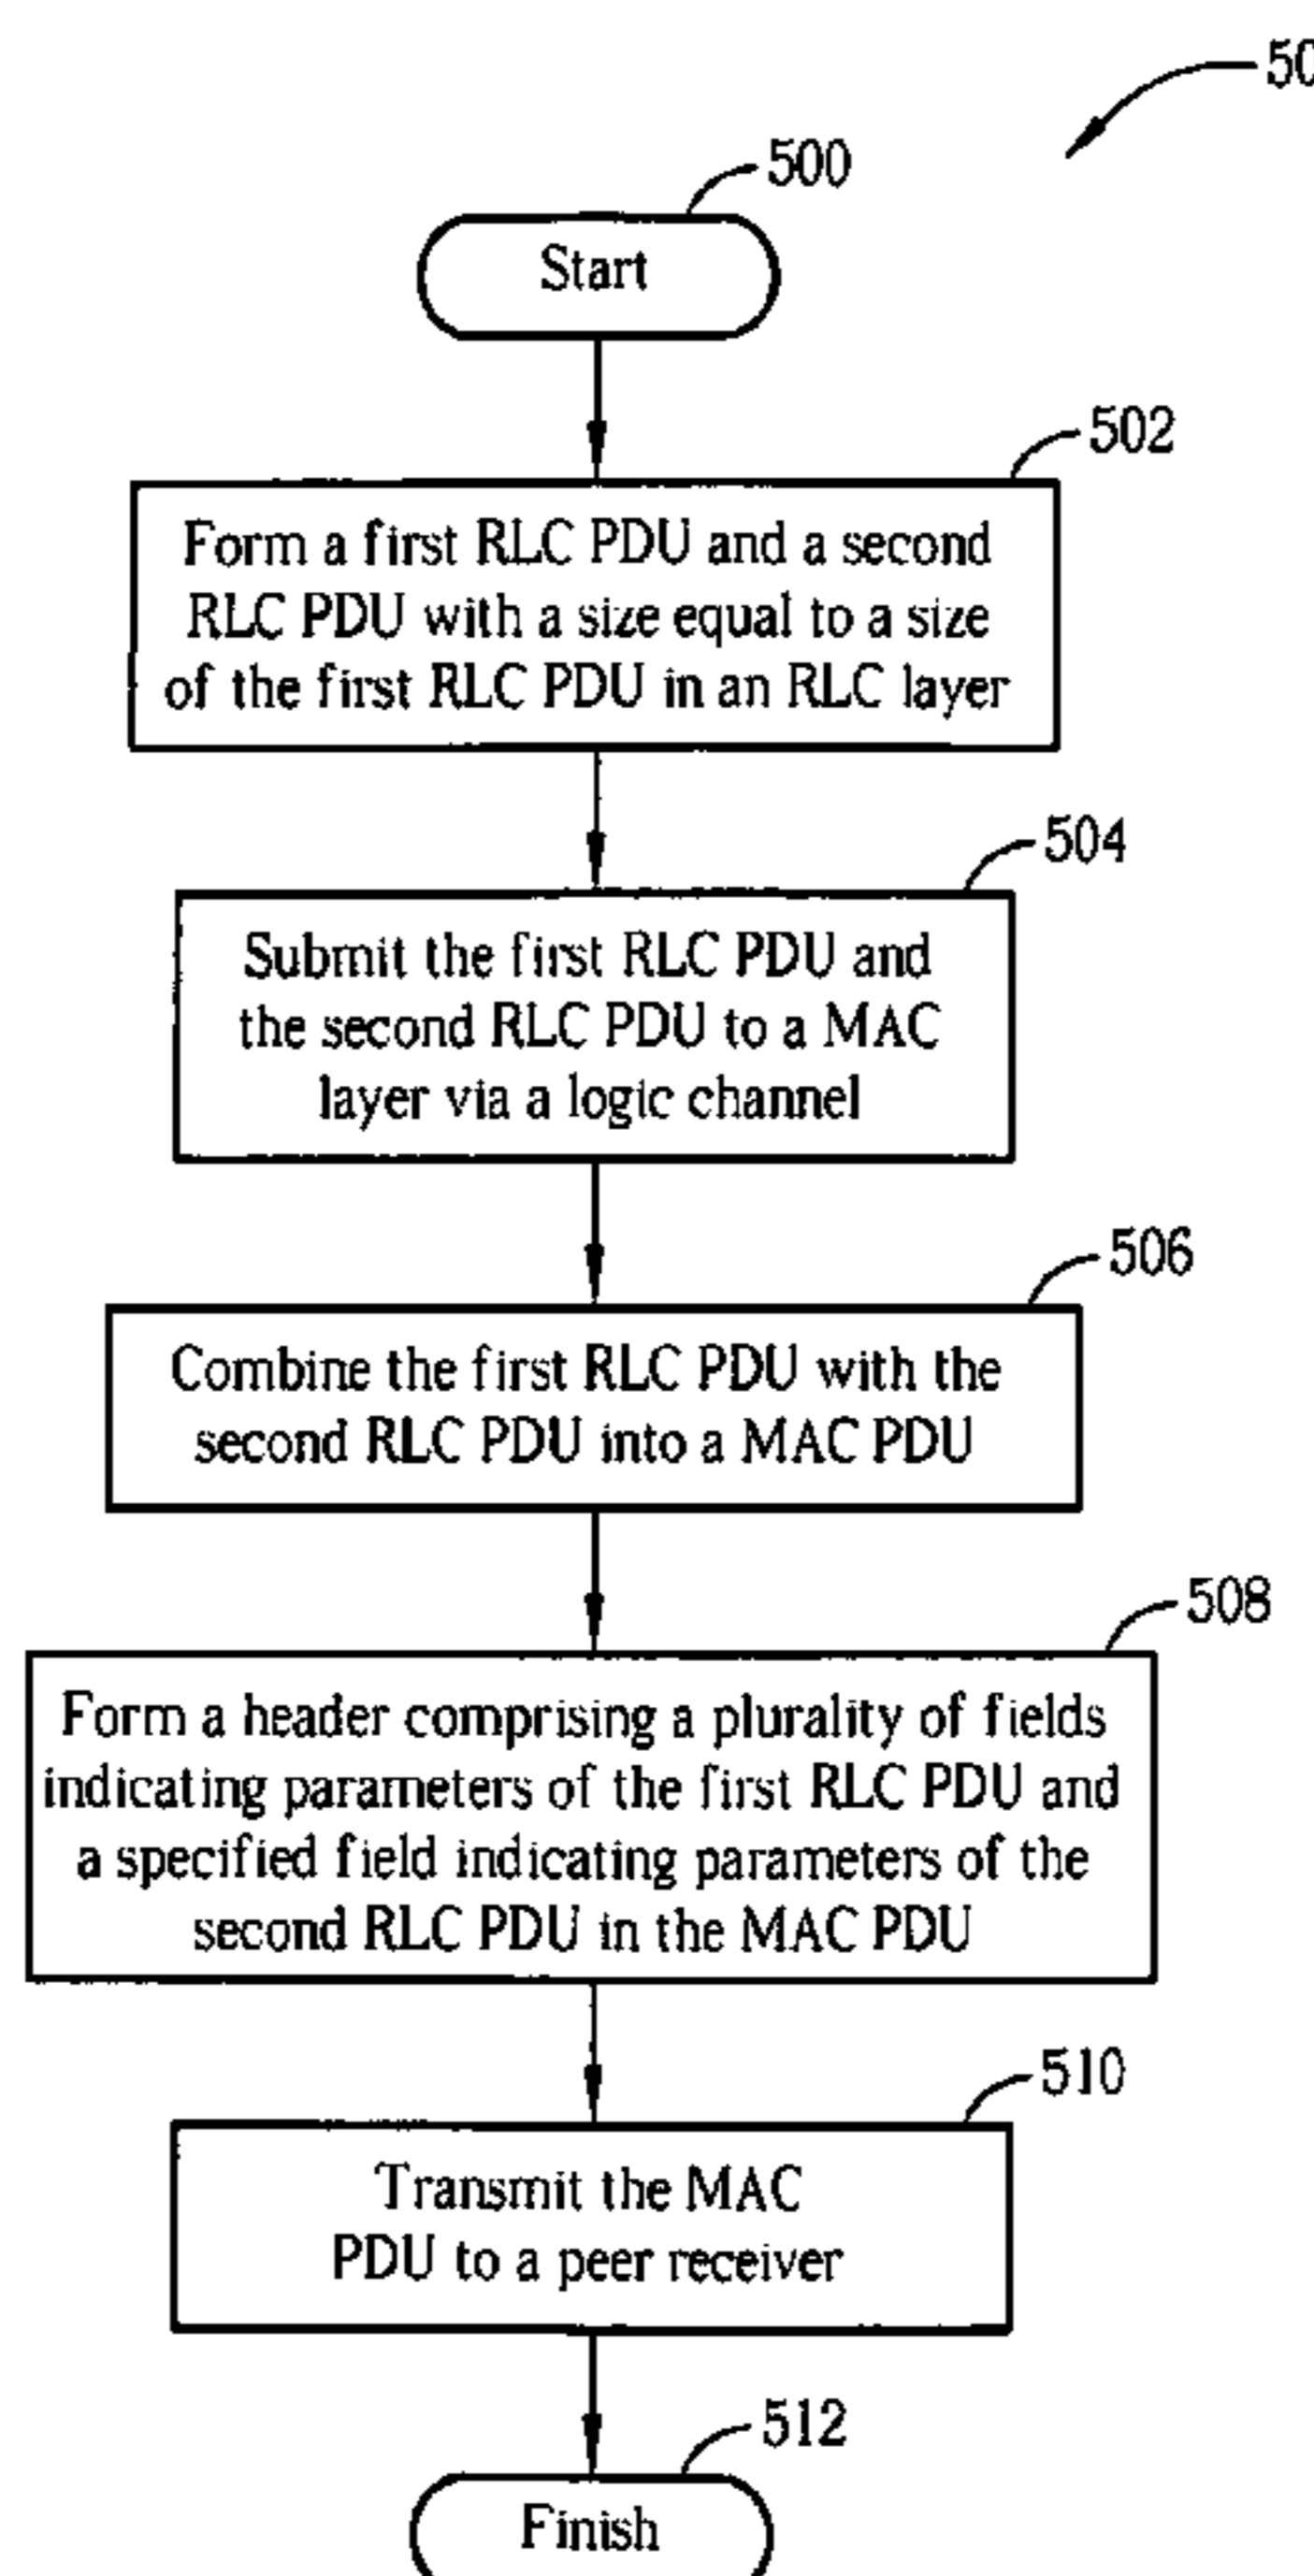 50
500
Start
502
Form a first RLC PDU and a second
RLC PDU with a size equal to a size
of the first RLC PDU in an RLC layer
504
Submit the first RLC PDU and
the second RLC PDU to a MAC
layer via a logic channel
506
Combine the first RLC PDU with the
second RLC PDU into a MAC PDU
508
Form a header comprising a plurality of fields
indicating parameters of the first RLC PDU and
a specified field indicating parameters of the
second RLC PDU in the MAC PDU
510
Transmit the MAC
PDU to a peer receiver
512
Finish